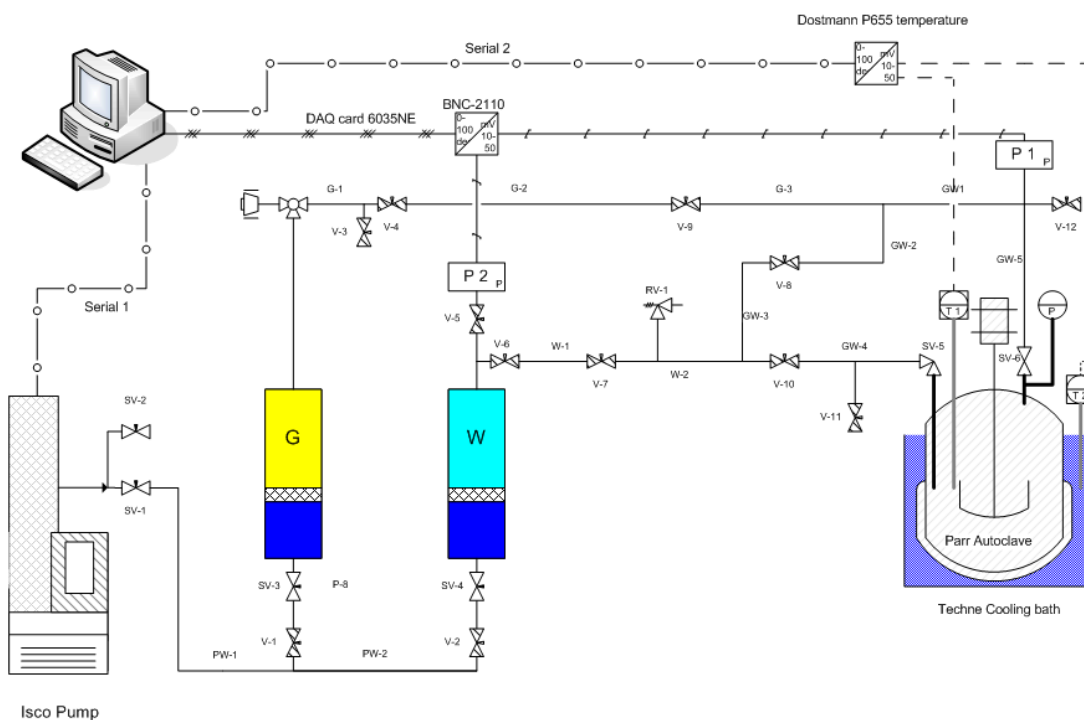 Dostmann P655 temperature
Serial 2
0-
100
de
mV
10-
50
BNC-2110
DAQ card 6035NE
0-
100
de
mV
10-
50
P 1
P
G-1
G-2
G-3
GW1
V-3
V-4
V-9
V-12
GW-2
GW-5
P 2
P
V-8
RV-1
GW-3
T 1
P
Serial 1
V-5
V-6
W-1
V-7
W-2
V-10
GW-4
SV-5
SV-6
T 2
SV-2
V-11
G
W
SV-1
Parr Autoclave
SV-3
P-8
SV-4
Techne Cooling bath
V-1
V-2
PW-1
PW-2
Isco Pump